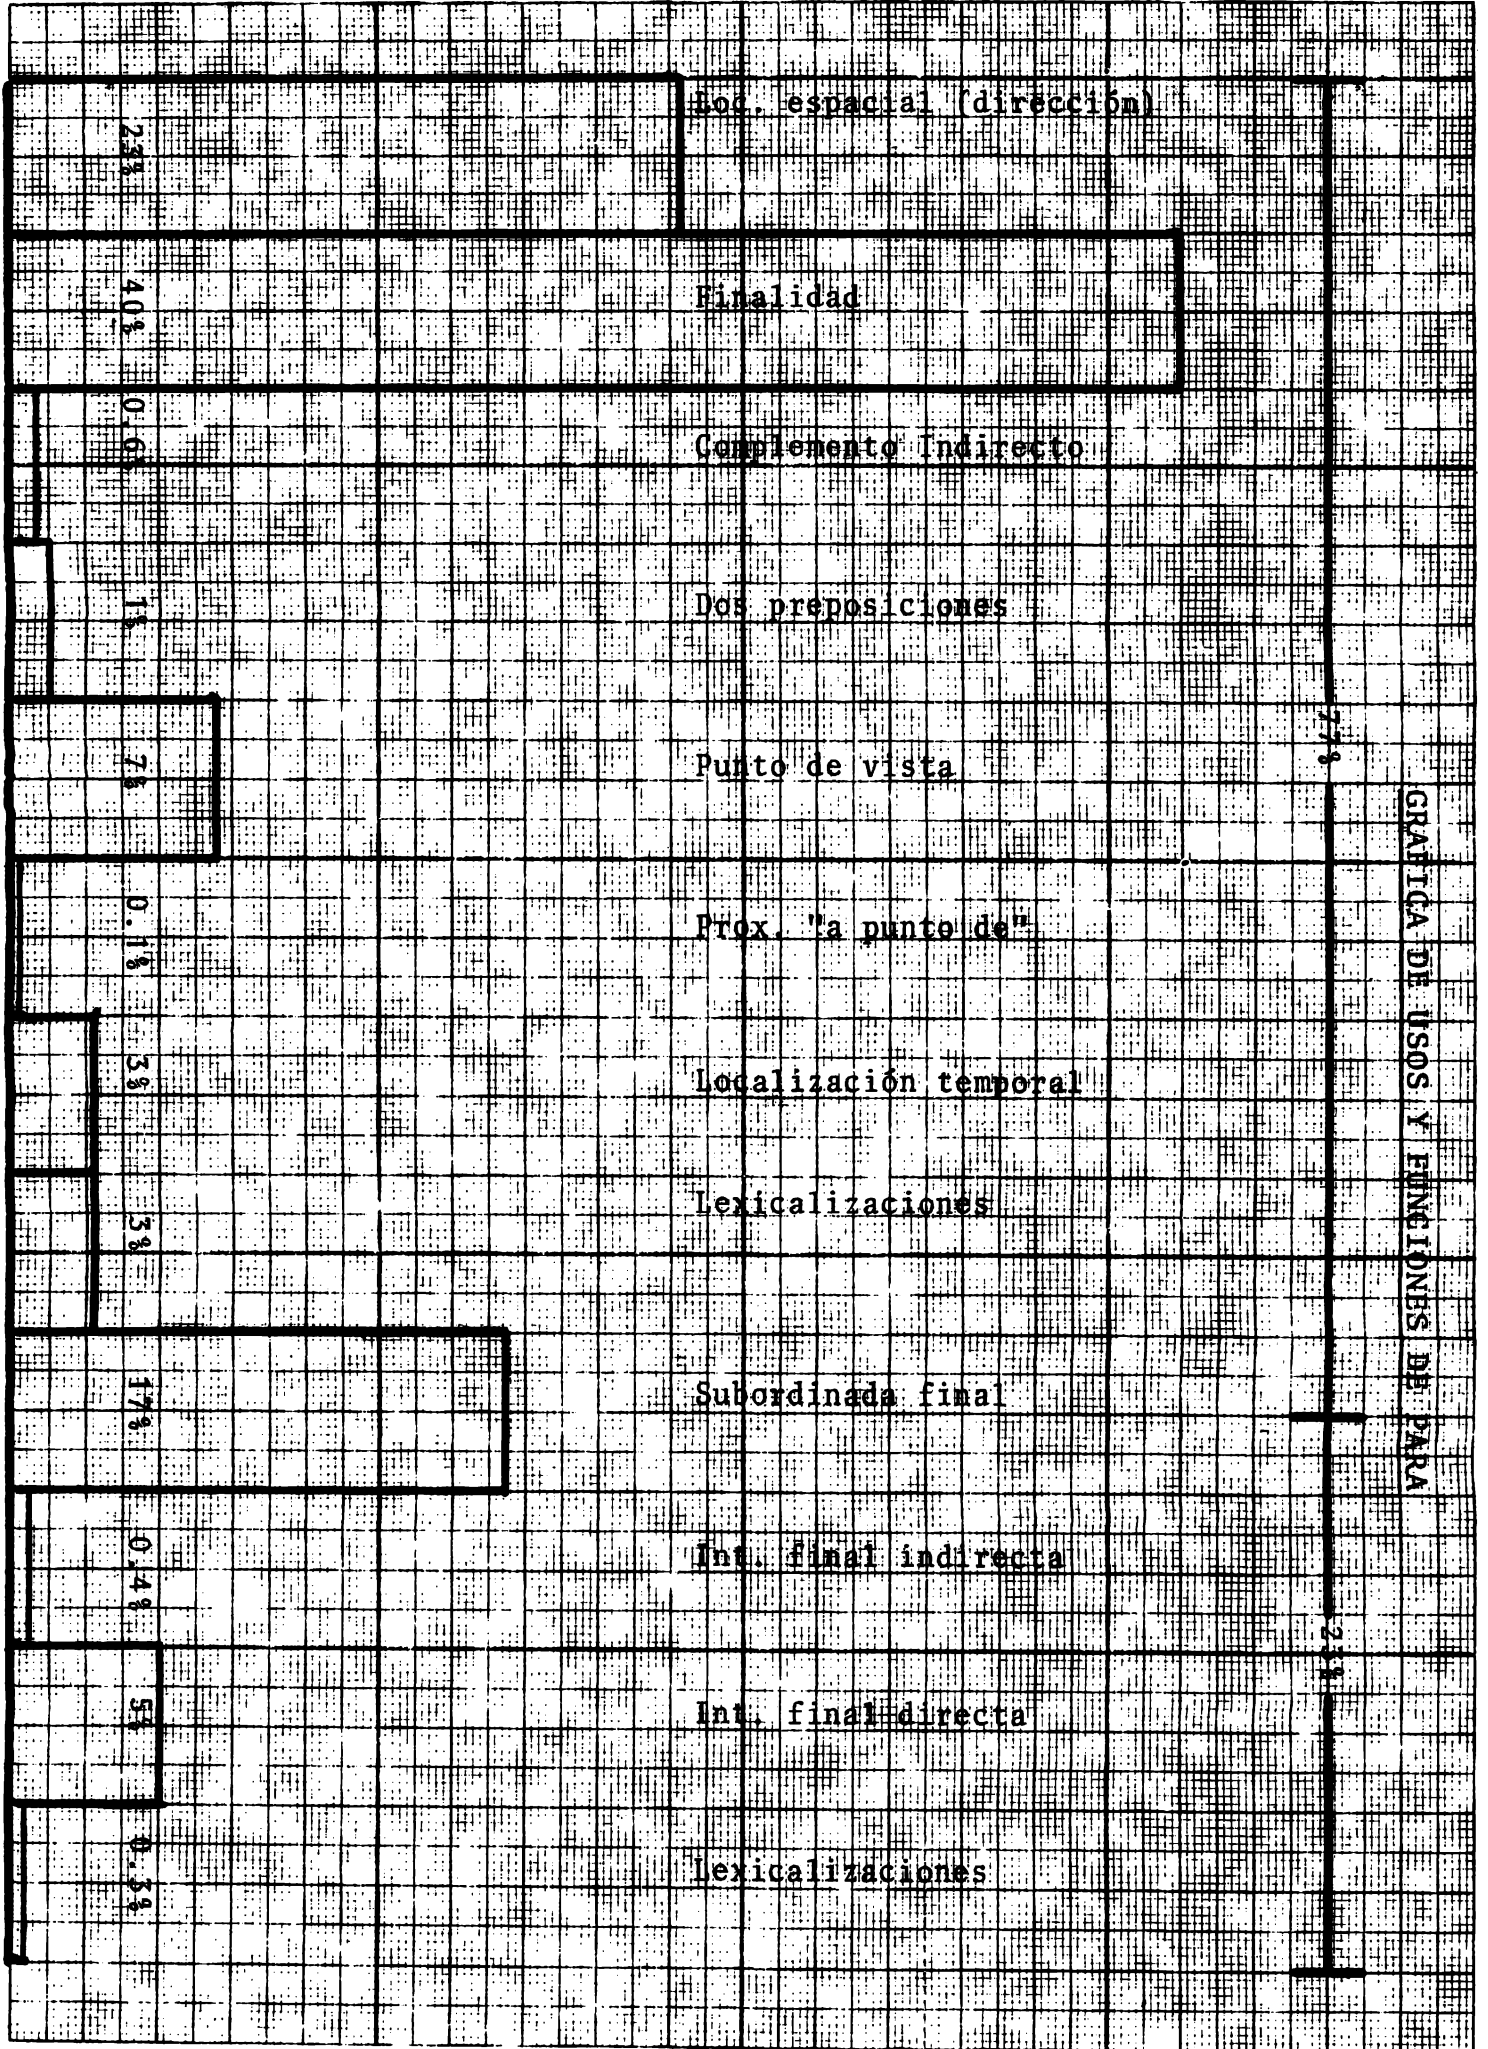 GRAFICA DE USOS Y FUNCIONES DE PARA
77%
23%
Loc. espacial (dirección)
23%
Finalidad
40%
Complemento Indirecto
0.6%
Dos preposiciones
1%
Punto de vista
7%
Prox. "a punto de"
0.1%
Localización temporal
3%
Lexicalizaciones
3%
Subordinada final
17%
Int. final indirecta
0.4%
Int. final directa
5%
Lexicalizaciones
0.3%